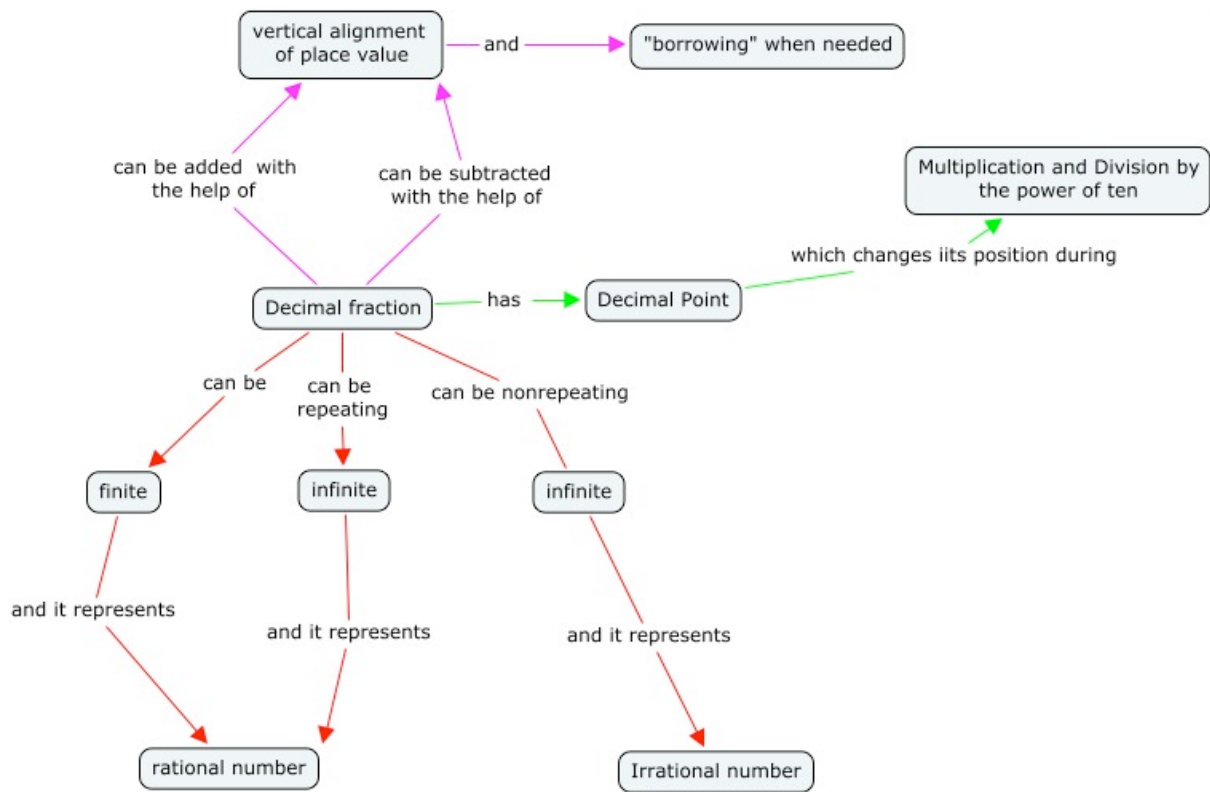 vertical alignment
of place value
and
"borrowing" when needed
can be added with
the help of
can be subtracted
with the help of
Multiplication and Division by
the power of ten
which changes iits position during
Decimal fraction
has
Decimal Point
can be
can be
repeating
can be nonrepeating
finite
infinite
infinite
and it represents
and it represents
and it represents
rational number
Irrational number